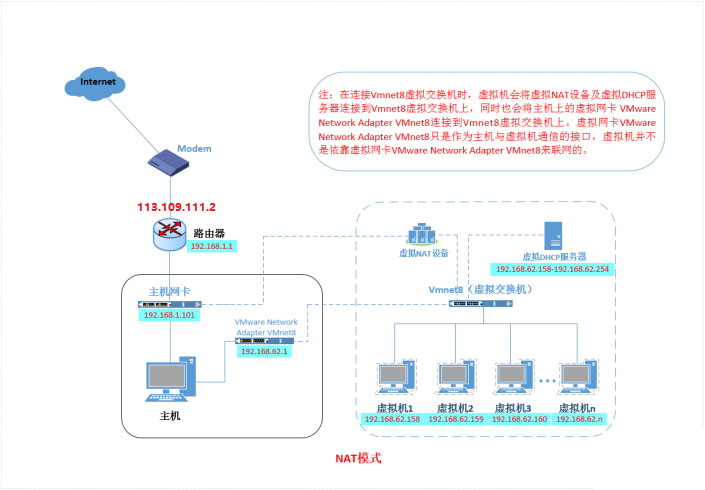 Internet
注：在连接Vmnet8虚拟交换机时，虚拟机会将虚拟NAT设备及虚拟DHCP服
务器连接到Vmnet8虚拟交换机上，同时也会将主机上的虚拟网卡 VMware
Network Adapter VMnet8连接到Vmnet8虚拟交换机上。虚拟网卡VMware
Network Adapter VMnet8只是作为主机与虚拟机通信的接口，虚拟机并不
是依靠虚拟网卡VMware Network Adapter VMnet8来联网的。
Modem
113.109.111.2
路由器
192.168.1.1
虚拟NAT设备
虚拟DHCP服务器
192.168.62.158-192.168.62.254
主机网卡
192.168.1.101
Vmnet8（虚拟交换机）
VMware Network
Adapter VMnet8
192.168.62.1
主机
虚拟机1
192.168.62.158
虚拟机2
192.168.62.159
虚拟机3
192.168.62.160
虚拟机n
192.168.62.n
NAT模式